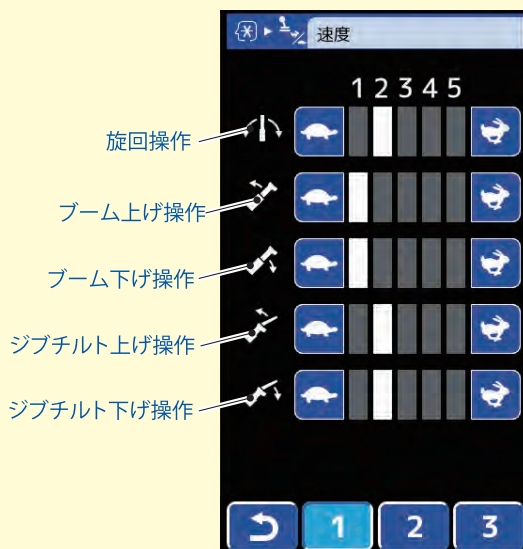 速度
1 2 3 4 5
旋回操作
ブーム上げ操作
ブーム下げ操作
ジブチルト上げ操作
ジブチルト下げ操作
1 2 3